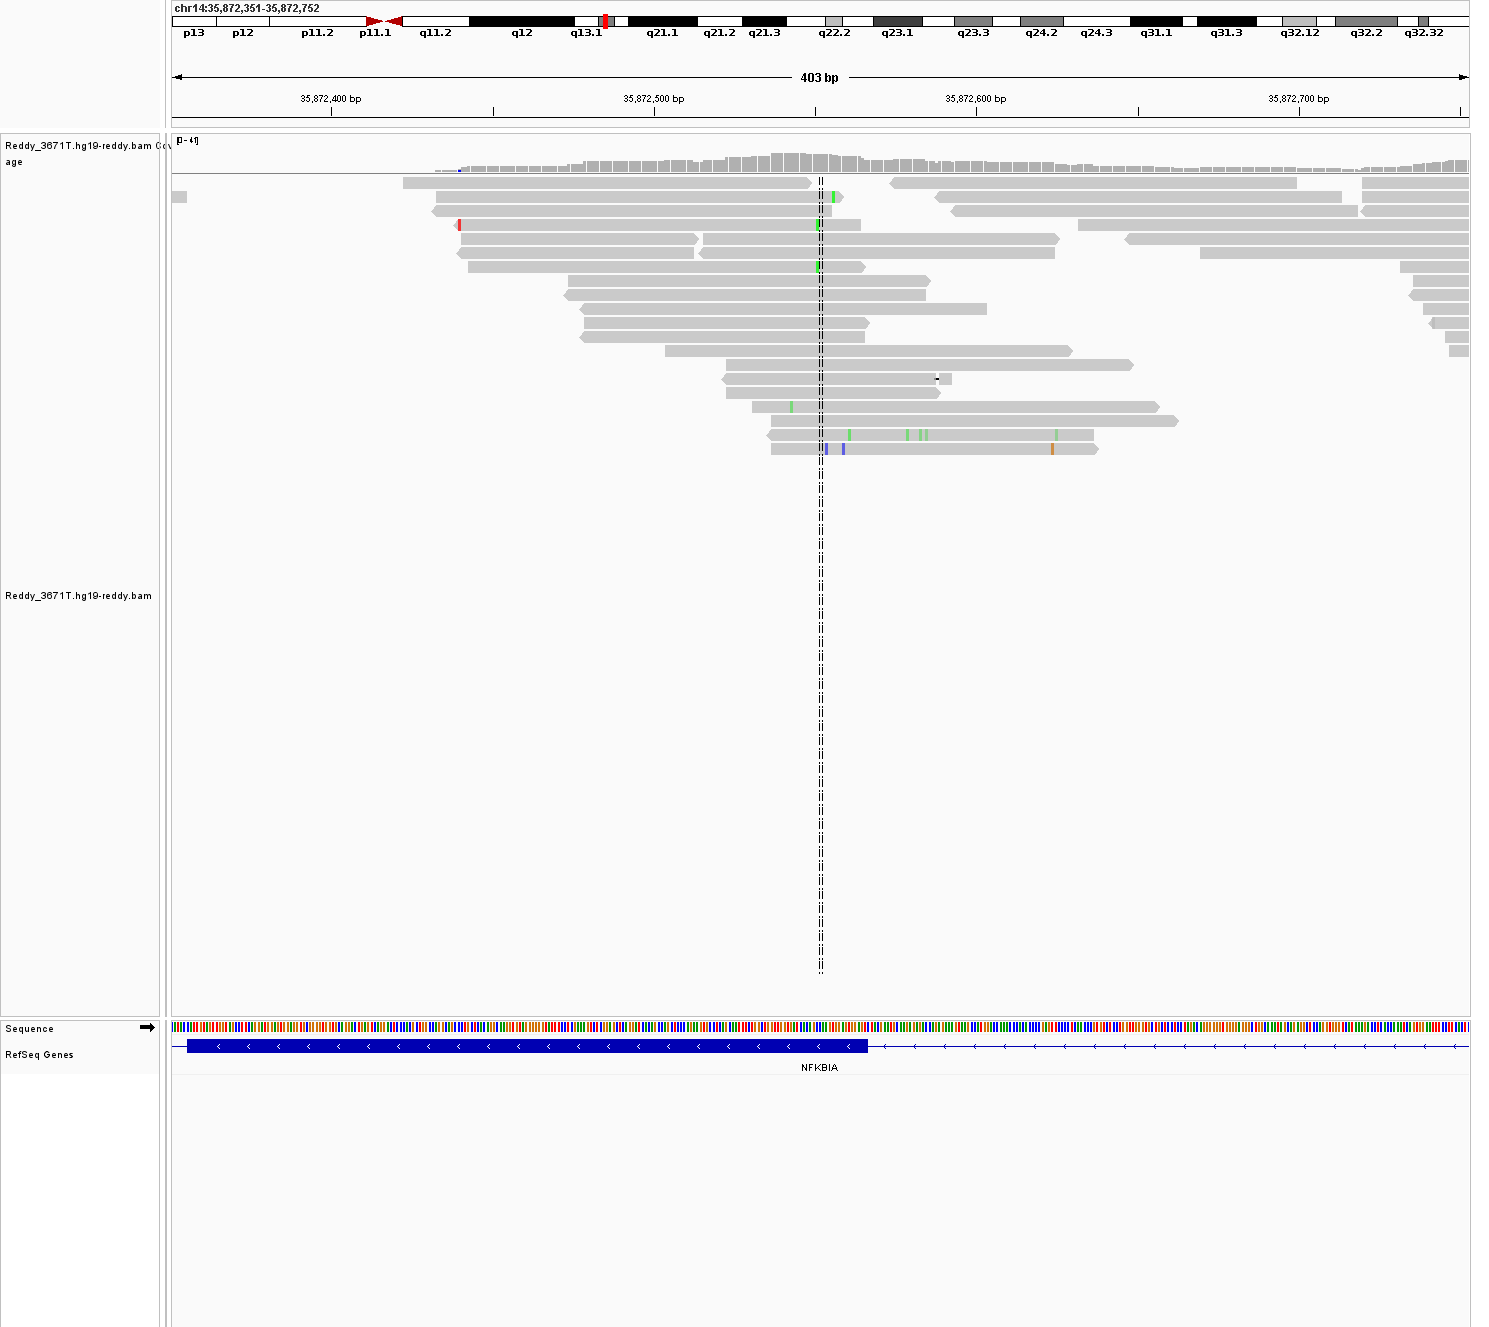 chr14:35,872,351-35,872,752
p13 p12 p11.2 p11.1 q11.2 q12 q13.1 q21.1 q21.2 q21.3 q22.2 q23.1 q23.3 q24.2 q24.3 q31.1 q31.3 q32.12 q32.2 q32.32
403 bp
35,872,400 bp 35,872,500 bp 35,872,600 bp 35,872,700 bp
Reddy_3671T.hg19-reddy.bam Cov
age
[0 - 41]
Reddy_3671T.hg19-reddy.bam
Sequence
RefSeq Genes
NFKBIA